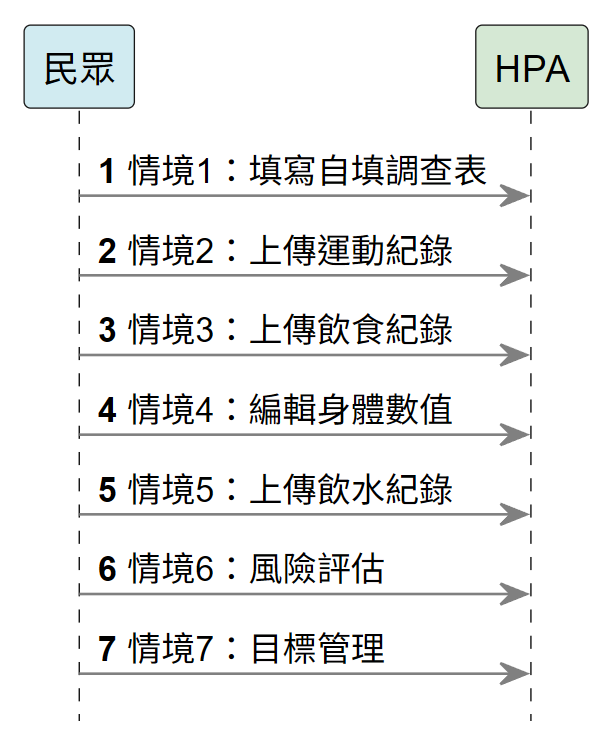 民眾
HPA
1 情境1：填寫自填調查表
2 情境2：上傳運動紀錄
3 情境3：上傳飲食紀錄
4 情境4：編輯身體數值
5 情境5：上傳飲水紀錄
6 情境6：風險評估
7 情境7：目標管理